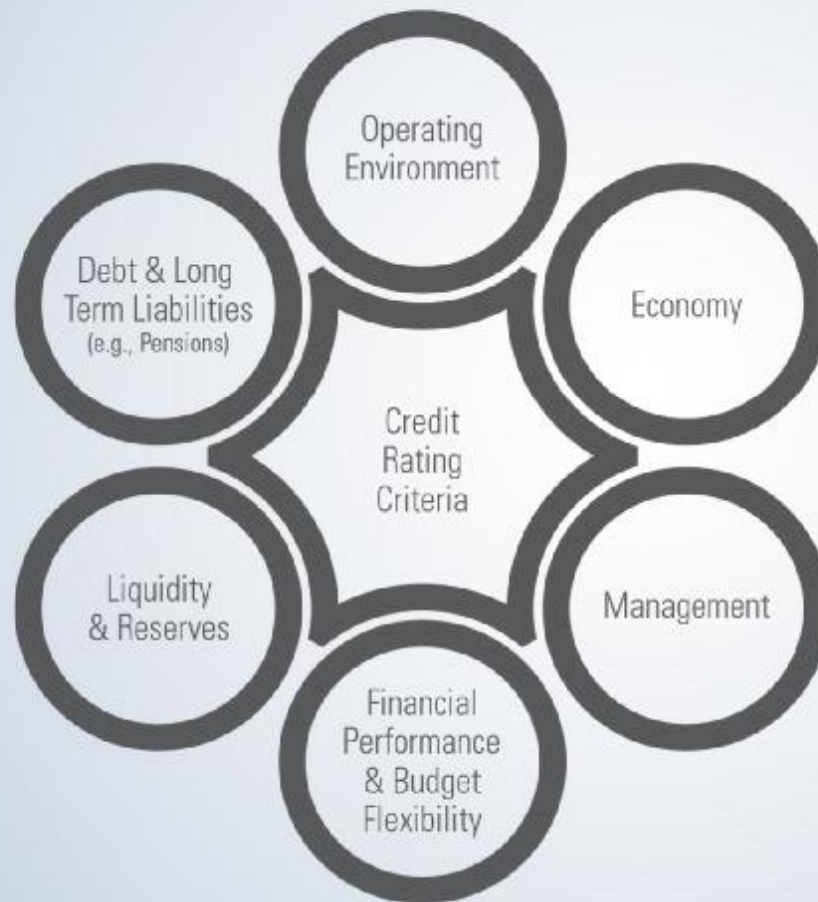 Operating
Environment
Debt & Long
Term Liabilities
(e.g., Pensions)
Economy
Credit
Rating
Criteria
Liquidity
& Reserves
Management
Financial
Performance
& Budget
Flexibility